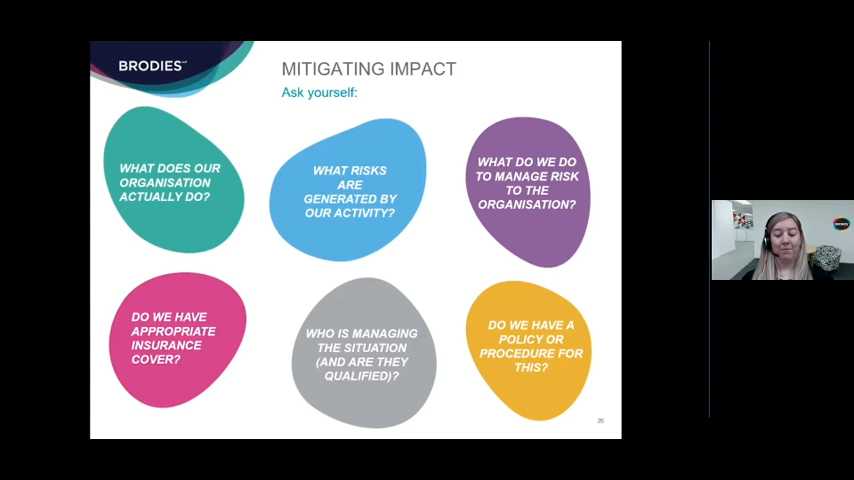 BRODIES LLP
MITIGATING IMPACT
Ask yourself:
WHAT DOES OUR
ORGANISATION
ACTUALLY DO?
WHAT RISKS
ARE
GENERATED BY
OUR ACTIVITY?
WHAT DO WE DO
TO MANAGE RISK
TO THE
ORGANISATION?
DO WE HAVE
APPROPRIATE
INSURANCE
COVER?
WHO IS MANAGING
THE SITUATION
(AND ARE THEY
QUALIFIED)?
DO WE HAVE A
POLICY OR
PROCEDURE FOR
THIS?